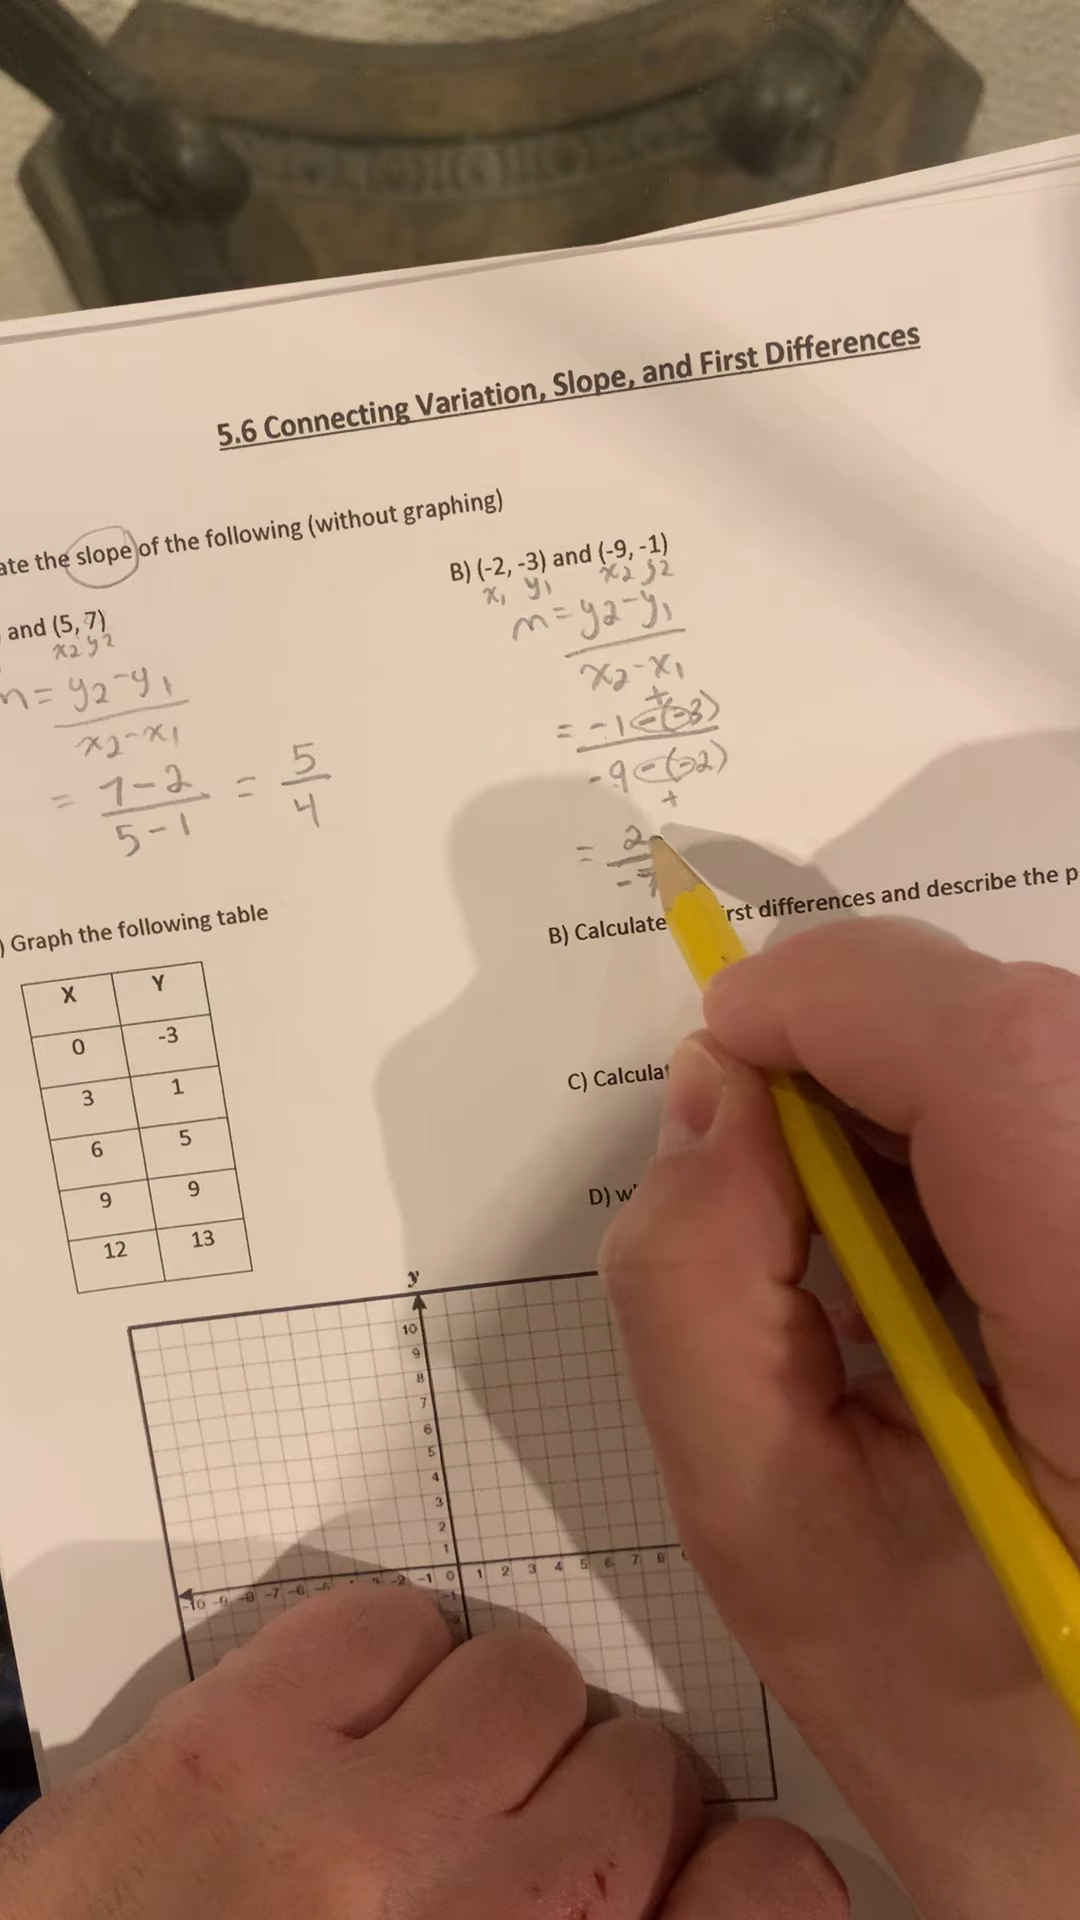 5.6 Connecting Variation, Slope, and First Differences
ate the slope of the following (without graphing)
and (5, 7)
x2 y2
m = y2 - y1
x2 - x1
= 7 - 2 = 5
5 - 1 4
B) (-2, -3) and (-9, -1)
x1 y1 x2 y2
m = y2 - y1
x2 - x1
+
= -1 - (-3)
-9 - (-2)
+
= 2
-7
) Graph the following table
X Y
0 -3
3 1
6 5
9 9
12 13
B) Calculate rst differences and describe the p
C) Calculat
D) w
y
10
9
8
7
6
5
4
3
2
1
-10 -9 -8 -7 -6 -2 -1 0 1 2 3 4 5 6 7 8
-1